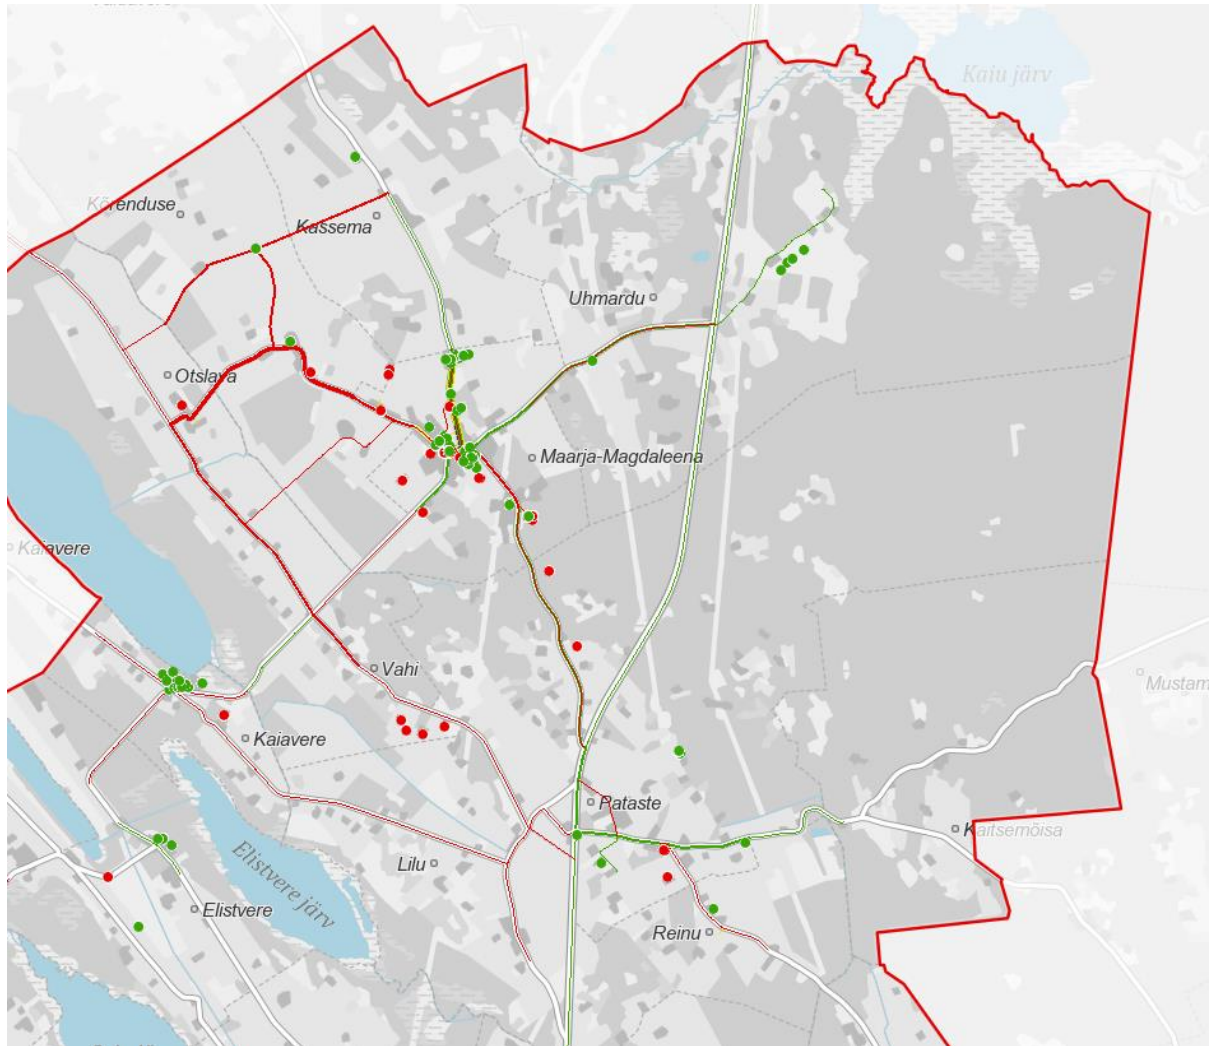 Kaiu järv
Kõrenduse
Kassema
Uhmardu
Otslava
Maarja-Magdaleena
Kaiavere
Vahi
Mustam
Kaiavere
Pataste
Kaitsemõisa
Lilu
Elistvere järv
Elistvere
Reinu